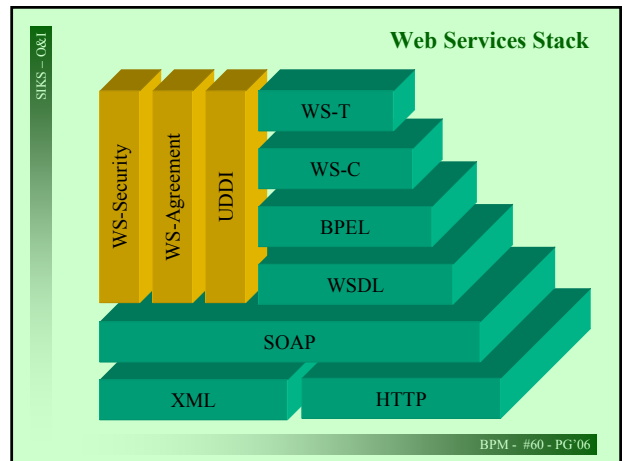 Web Services Stack
SIKS – O&I
WS-Security
WS-Agreement
UDDI
WS-T
WS-C
BPEL
WSDL
SOAP
XML
HTTP
BPM - #60 - PG'06